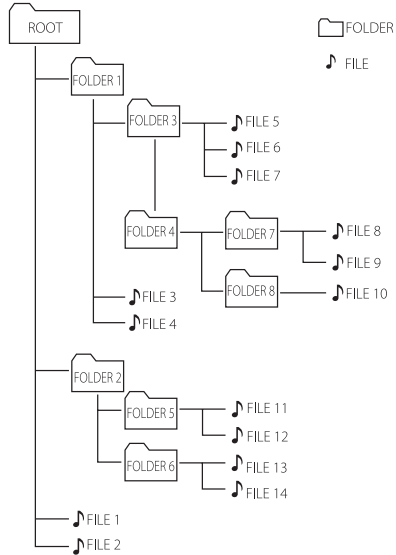 ROOT
FOLDER
FILE
FOLDER 1
FOLDER 3
FILE 5
FILE 6
FILE 7
FOLDER 4
FOLDER 7
FILE 8
FILE 9
FOLDER 8
FILE 10
FILE 3
FILE 4
FOLDER 2
FOLDER 5
FILE 11
FILE 12
FOLDER 6
FILE 13
FILE 14
FILE 1
FILE 2